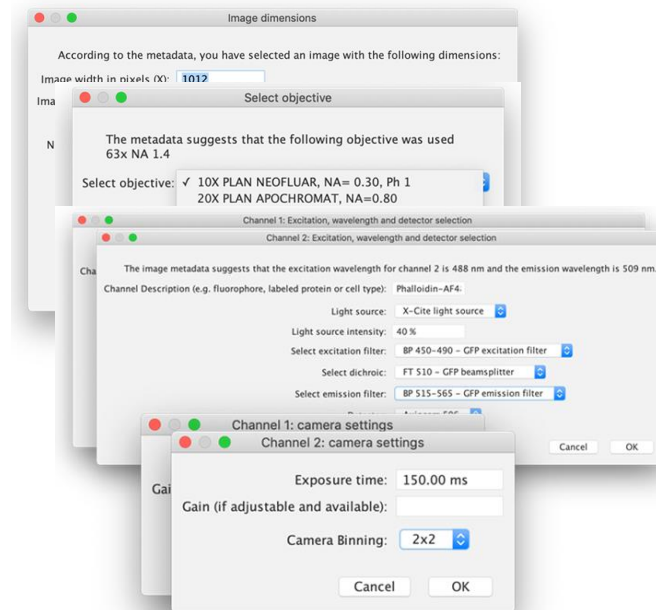 Image dimensions
According to the metadata, you have selected an image with the following dimensions:
Image width in pixels (X): 1012
Ima
N
Select objective
The metadata suggests that the following objective was used
63x NA 1.4
Select objective: ✓ 10X PLAN NEOFLUAR, NA= 0.30, Ph 1
20X PLAN APOCHROMAT, NA=0.80
Channel 1: Excitation, wavelength and detector selection
Cha
Channel 2: Excitation, wavelength and detector selection
The image metadata suggests that the excitation wavelength for channel 2 is 488 nm and the emission wavelength is 509 nm.
Channel Description (e.g. fluorophore, labeled protein or cell type): Phalloidin-AF4
Light source: X-Cite light source
Light source intensity: 40 %
Select excitation filter: BP 450-490 - GFP excitation filter
Select dichroic: FT 510 - GFP beamsplitter
Select emission filter: BP 515-565 - GFP emission filter
Cancel OK
Channel 1: camera settings
Gai
Channel 2: camera settings
Exposure time: 150.00 ms
Gain (if adjustable and available):
Camera Binning: 2x2
Cancel OK